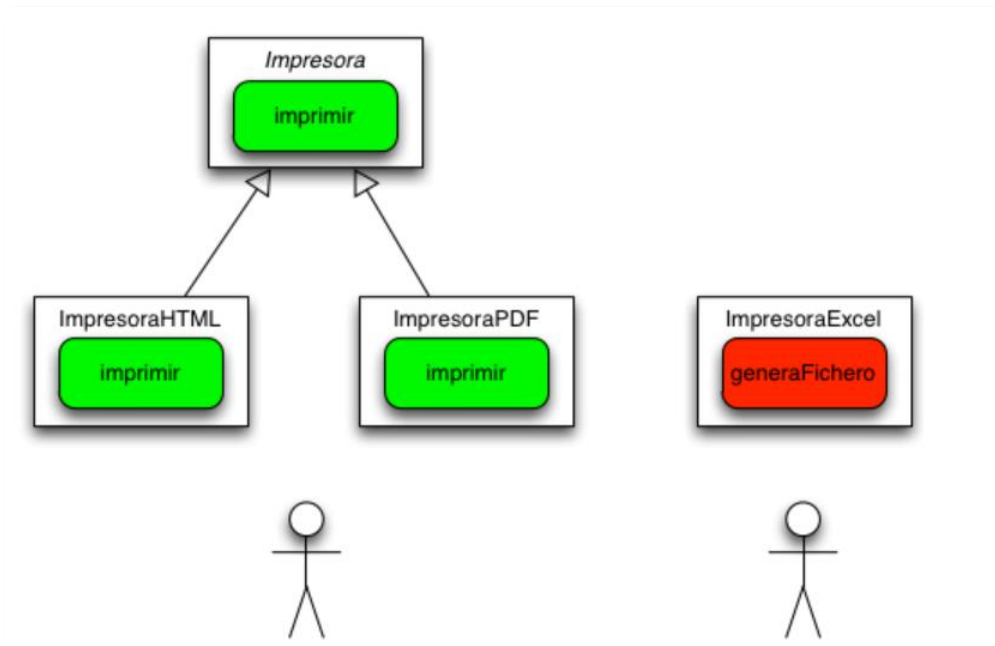 Impresora
imprimir
ImpresoraHTML
imprimir
ImpresoraPDF
imprimir
ImpresoraExcel
generaFichero